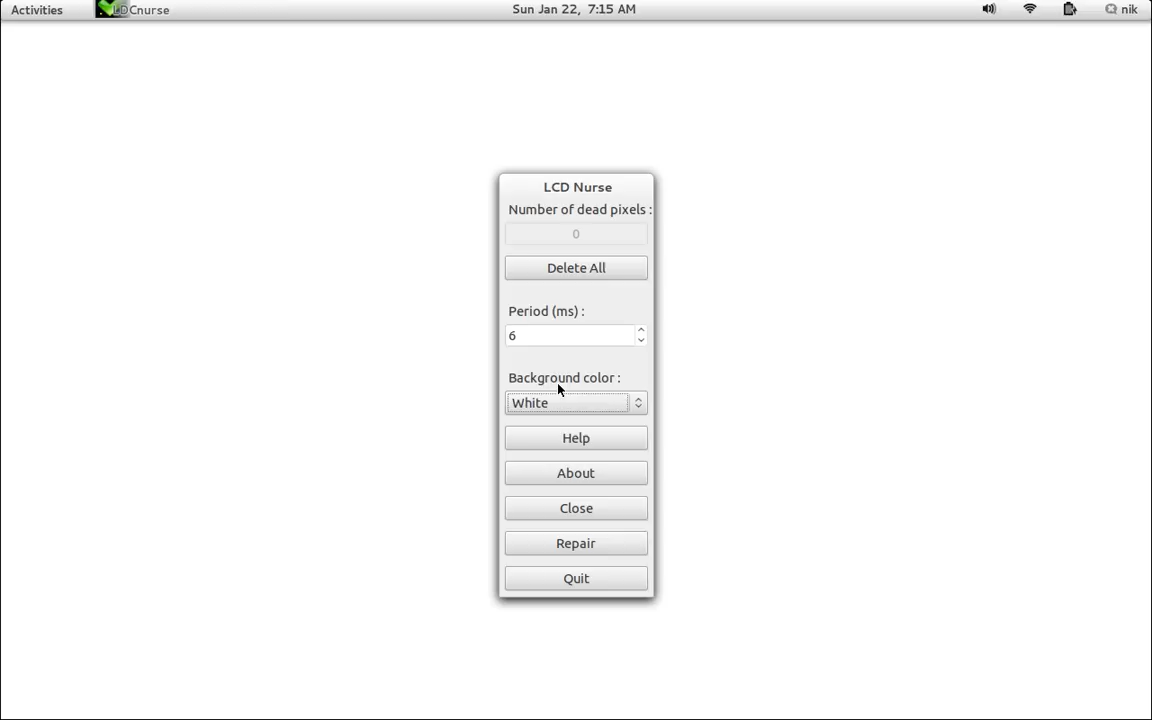 Activities LDCnurse Sun Jan 22, 7:15 AM nik
LCD Nurse
Number of dead pixels :
0
Delete All
Period (ms) :
6
Background color :
White
Help
About
Close
Repair
Quit